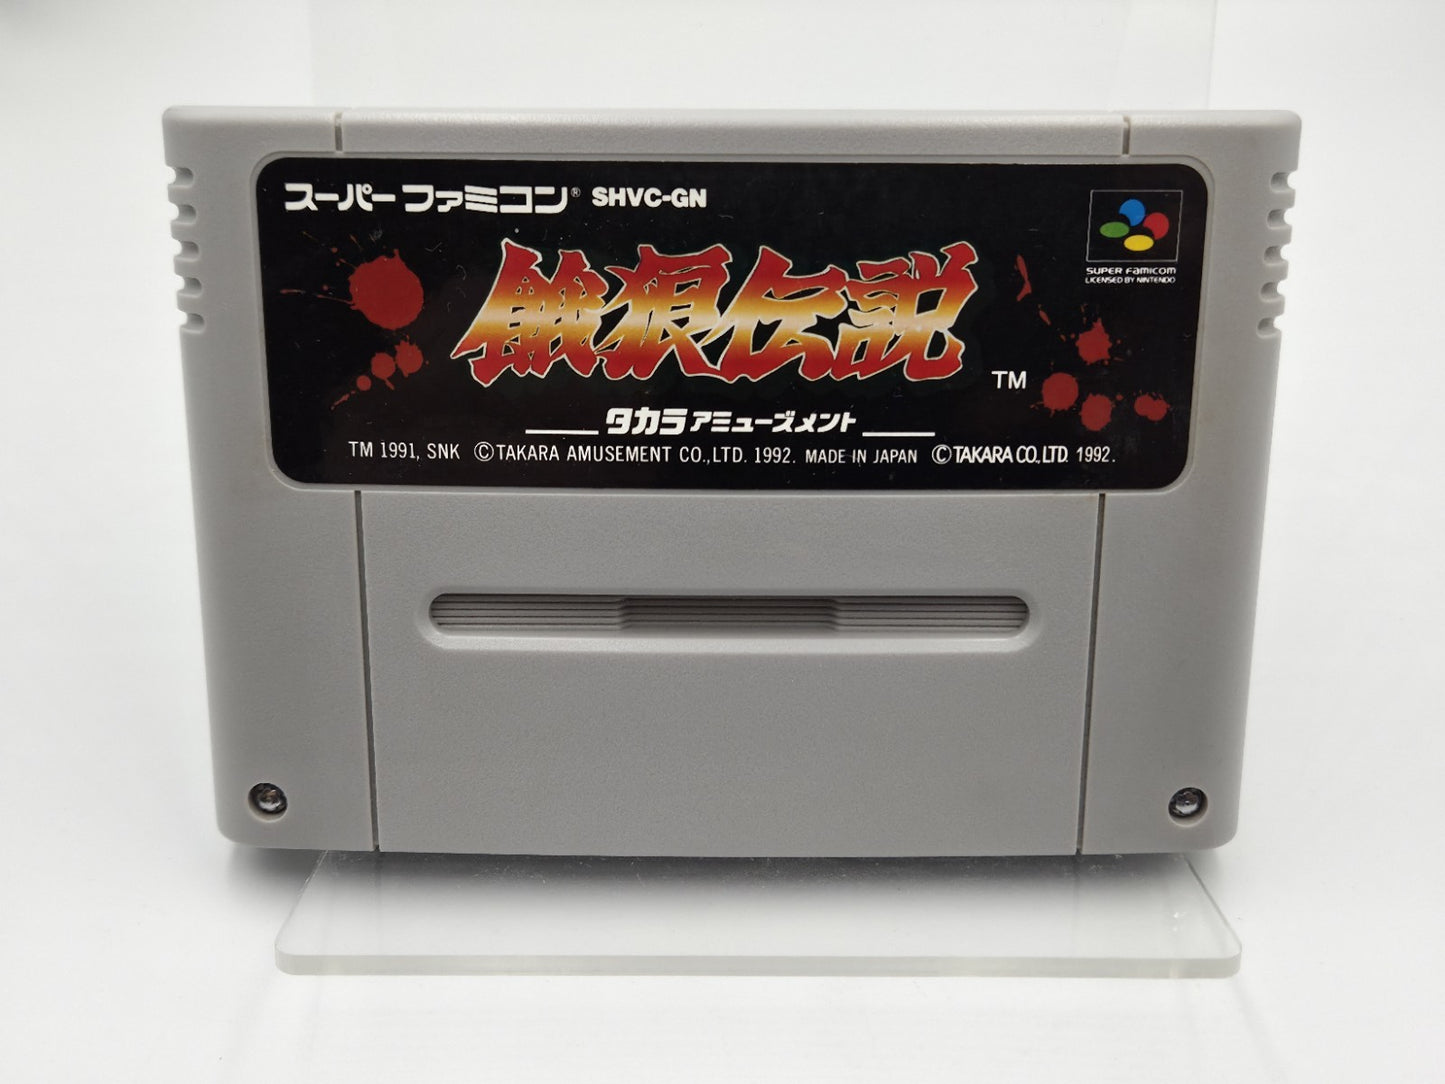 スーパーファミコン® SHVC-GN
SUPER FAMICOM
LICENSED BY NINTENDO
餓狼伝説
TM
タカラアミューズメント
TM 1991, SNK ©TAKARA AMUSEMENT CO.,LTD. 1992. MADE IN JAPAN ©TAKARA CO.,LTD. 1992.